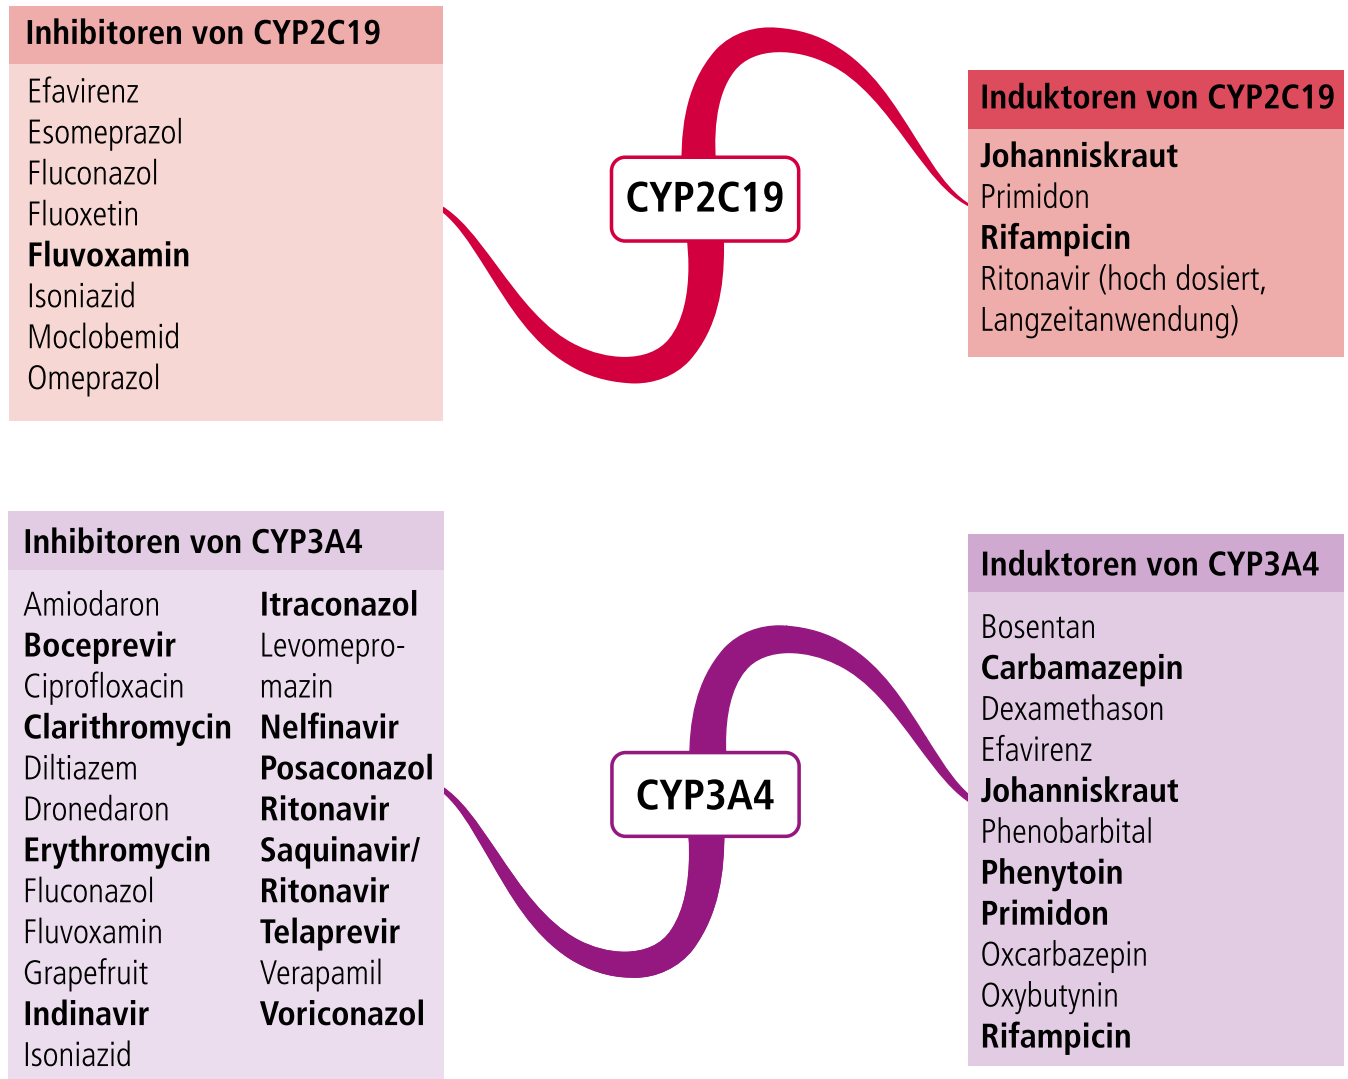 Inhibitoren von CYP2C19
Efavirenz
Esomeprazol
Fluconazol
Fluoxetin
Fluvoxamin
Isoniazid
Moclobemid
Omeprazol
CYP2C19
Induktoren von CYP2C19
Johanniskraut
Primidon
Rifampicin
Ritonavir (hoch dosiert,
Langzeitanwendung)
Inhibitoren von CYP3A4
Amiodaron
Boceprevir
Ciprofloxacin
Clarithromycin
Diltiazem
Dronedaron
Erythromycin
Fluconazol
Fluvoxamin
Grapefruit
Indinavir
Isoniazid
Itraconazol
Levomepro-
mazin
Nelfinavir
Posaconazol
Ritonavir
Saquinavir/
Ritonavir
Telaprevir
Verapamil
Voriconazol
CYP3A4
Induktoren von CYP3A4
Bosentan
Carbamazepin
Dexamethason
Efavirenz
Johanniskraut
Phenobarbital
Phenytoin
Primidon
Oxcarbazepin
Oxybutynin
Rifampicin